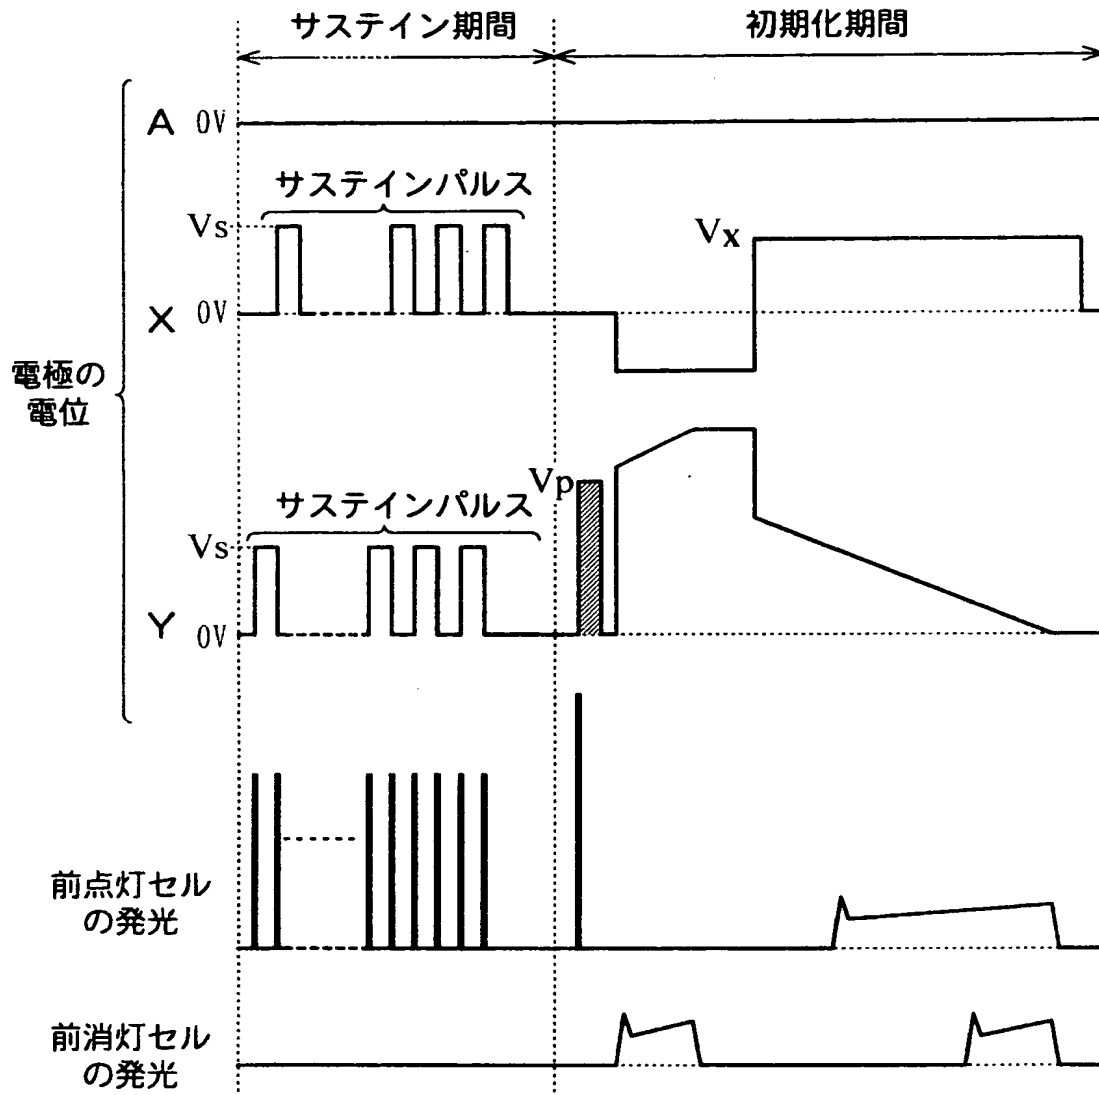 サステイン期間
初期化期間
A 0V
サステインパルス
Vs
Vx
X 0V
電極の
電位
Vp
サステインパルス
Vs
Y 0V
前点灯セル
の発光
前消灯セル
の発光